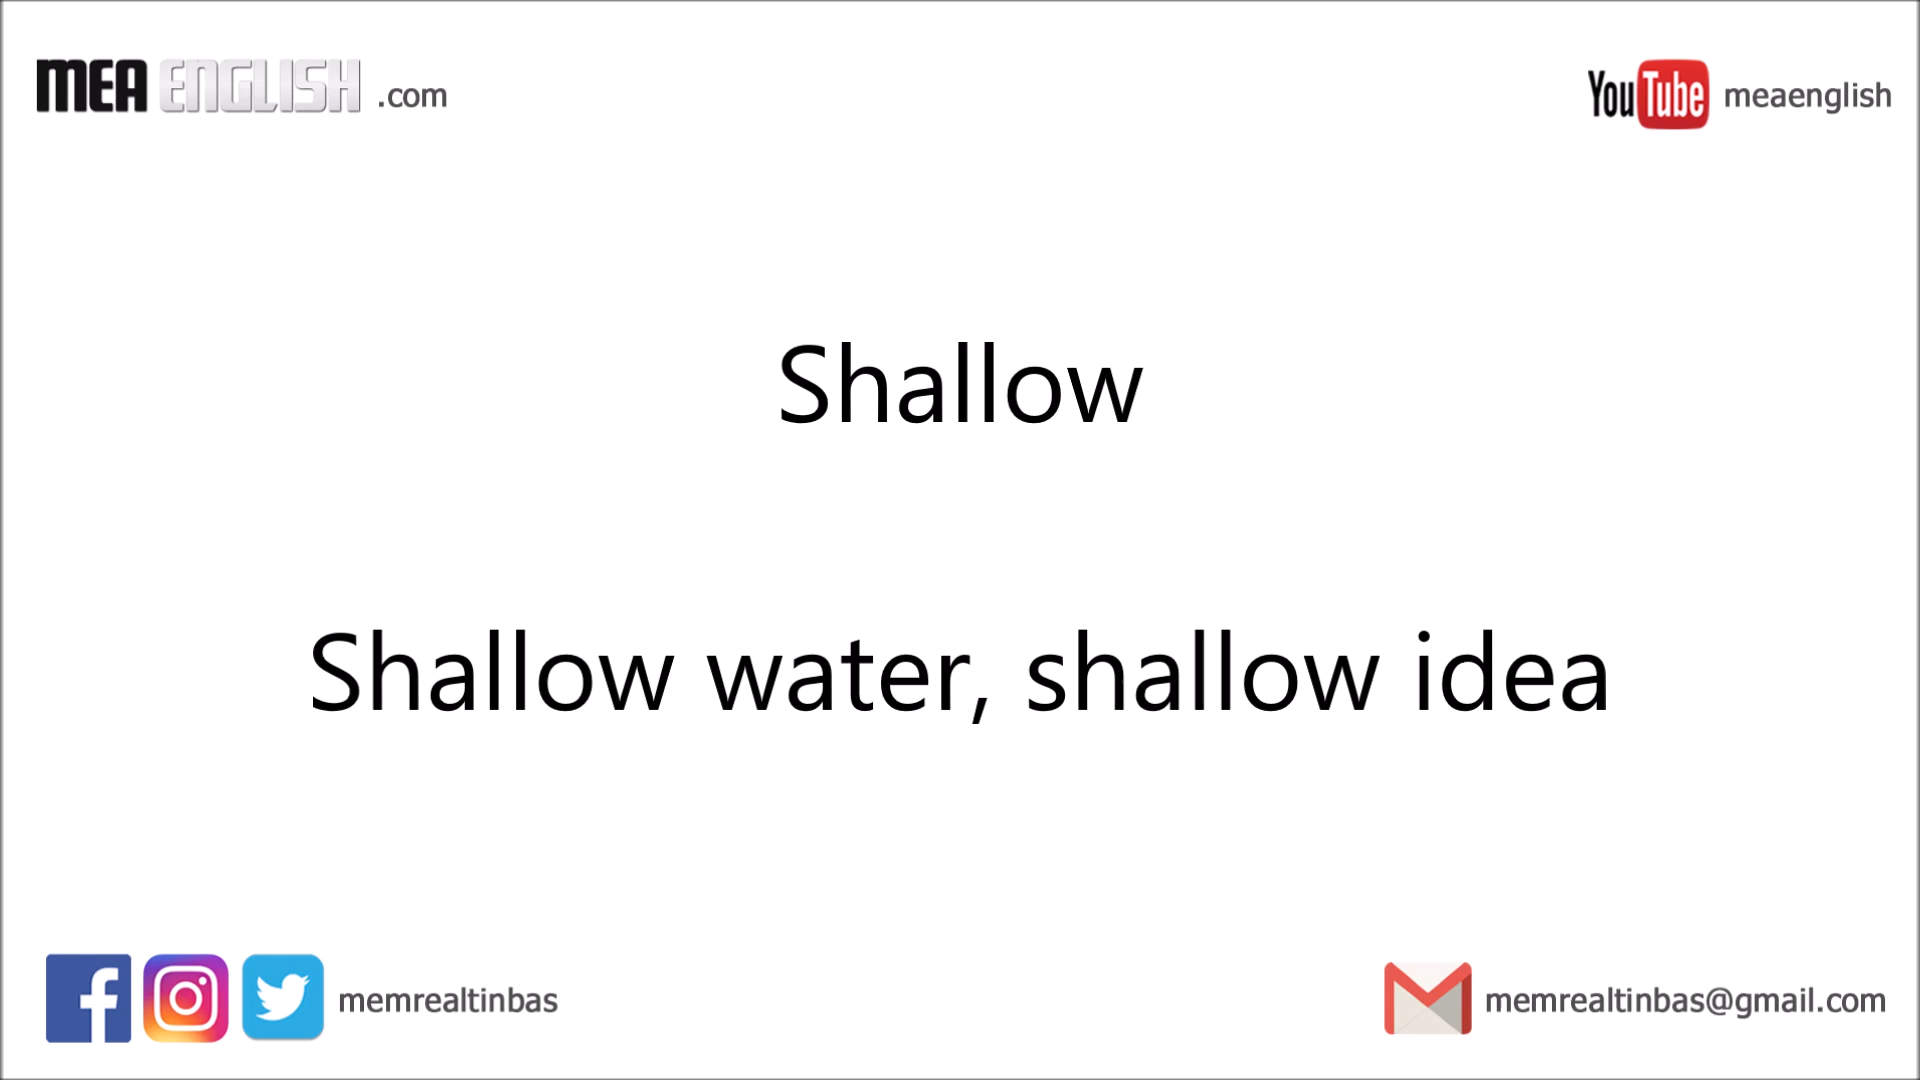 MEA ENGLISH .com
YouTube meaenglish
Shallow
Shallow water, shallow idea
memrealtinbas
memrealtinbas@gmail.com